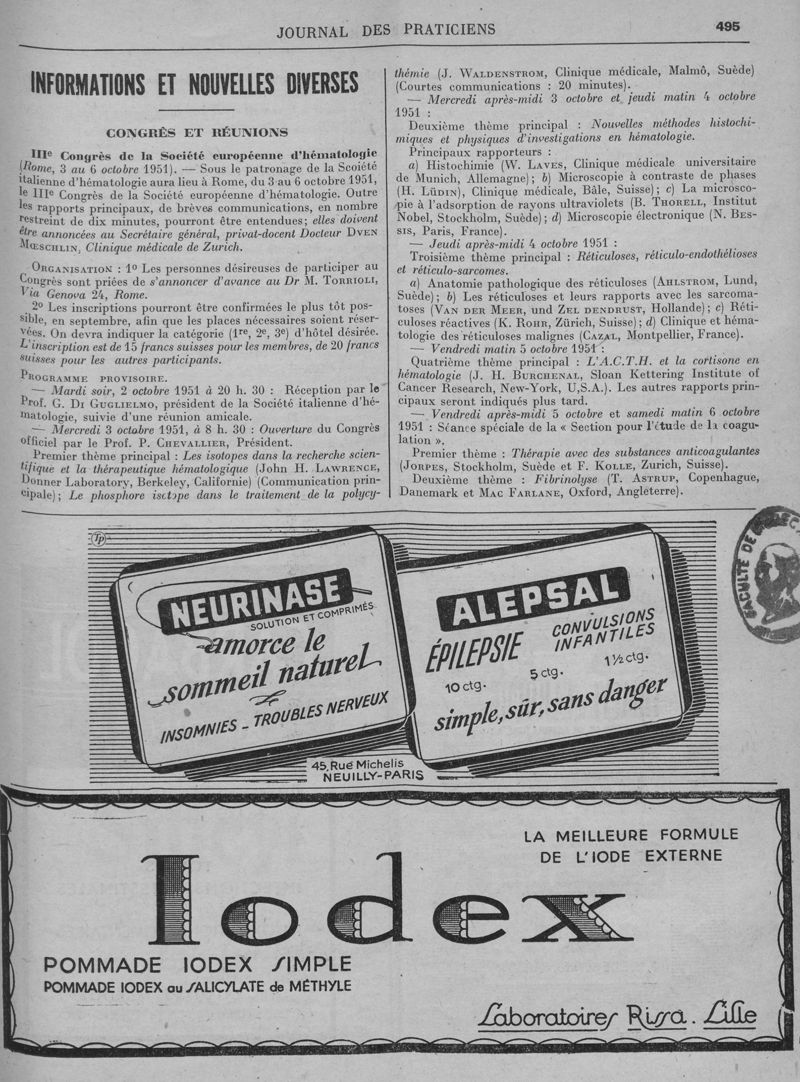 JOURNAL DES PRATICIENS
495
INFORMATIONS ET NOUVELLES DIVERSES
CONGRÈS ET RÉUNIONS
IIIe Congrès de la Société européenne d'hématologie
(Rome, 3 au 6 octobre 1951). — Sous le patronage de la Scoiété
italienne d'hématologie aura lieu à Rome, du 3 au 6 octobre 1951,
le IIIe Congrès de la Société européenne d'hématologie. Outre
les rapports principaux, de brèves communications, en nombre
restreint de dix minutes, pourront être entendues; elles doivent
être annoncées au Secrétaire général, privat-docent Docteur DVEN
MŒSCHLIN, Clinique médicale de Zurich.
ORGANISATION : 1o Les personnes désireuses de participer au
Congrès sont priées de s'annoncer d'avance au Dr M. TORRIOLI,
Via Genova 24, Rome.
2o Les inscriptions pourront être confirmées le plus tôt pos-
sible, en septembre, afin que les places nécessaires soient réser-
vées. On devra indiquer la catégorie (1re, 2e, 3e) d'hôtel désirée.
L'inscription est de 15 francs suisses pour les membres, de 20 francs
suisses pour les autres participants.
PROGRAMME PROVISOIRE.
— Mardi soir, 2 octobre 1951 à 20 h. 30 : Réception par le
Prof. G. DI GUGLIELMO, président de la Société italienne d'hé-
matologie, suivie d'une réunion amicale.
— Mercredi 3 octobre 1951, à 8 h. 30 : Ouverture du Congrès
officiel par le Prof. P. CHEVALLIER, Président.
Premier thème principal : Les isotopes dans la recherche scien-
tifique et la thérapeutique hématologique (John H. LAWRENCE,
Donner Laboratory, Berkeley, Californie) (Communication prin-
cipale); Le phosphore isotope dans le traitement de la polycy-
thémie (J. WALDENSTROM, Clinique médicale, Malmô, Suède)
(Courtes communications : 20 minutes).
— Mercredi après-midi 3 octobre et jeudi matin 4 octobre
1951 :
Deuxième thème principal : Nouvelles méthodes histochi-
miques et physiques d'investigations en hématologie.
Principaux rapporteurs :
a) Histochimie (W. LAVES, Clinique médicale universitaire
de Munich, Allemagne); b) Microscopie à contraste de phases
(H. LÜDIN), Clinique médicale, Bâle, Suisse); c) La microsco-
pie à l'adsorption de rayons ultraviolets (B. THORELL, Institut
Nobel, Stockholm, Suède); d) Microscopie électronique (N. BES-
SIS, Paris, France).
— Jeudi après-midi 4 octobre 1951 :
Troisième thème principal : Réticuloses, réticulo-endothélioses
et réticulo-sarcomes.
a) Anatomie pathologique des réticuloses (AHLSTROM, Lund,
Suède); b) Les réticuloses et leurs rapports avec les sarcoma-
toses (VAN DER MEER, und ZEL DENDRUST, Hollande); c) Réti-
culoses réactives (K. ROHR, Zürich, Suisse); d) Clinique et héma-
tologie des réticuloses malignes (CAZAL, Montpellier, France).
— Vendredi matin 5 octobre 1951 :
Quatrième thème principal : L'A.C.T.H. et la cortisone en
hématologie (J. H. BURCHENAL, Sloan Kettering Institute of
Cancer Research, New-York, U,S.A.). Les autres rapports prin-
cipaux seront indiqués plus tard.
— Vendredi après-midi 5 octobre et samedi matin 6 octobre
1951 : Séance spéciale de la « Section pour l'étude de la coagu-
lation ».
Premier thème : Thérapie avec des substances anticoagulantes
(JORPES, Stockholm, Suède et F. KOLLE, Zurich, Suisse).
Deuxième thème : Fibrinolyse (T. ASTRUP, Copenhague,
Danemark et MAC FARLANE, Oxford, Angleterre).
Tp
NEURINASE
SOLUTION ET COMPRIMÉS
amorce le
sommeil naturel
INSOMNIES - TROUBLES NERVEUX
ALEPSAL
ÉPILEPSIE
CONVULSIONS
INFANTILES
10 ctg.
5 ctg.
1 ½ ctg.
simple, sûr, sans danger
45, Rue Michelis
NEUILLY-PARIS
FACULTÉ DE
LA MEILLEURE FORMULE
DE L'IODE EXTERNE
Iodex
POMMADE IODEX SIMPLE
POMMADE IODEX au SALICYLATE de MÉTHYLE
Laboratoires Rissa. Lille